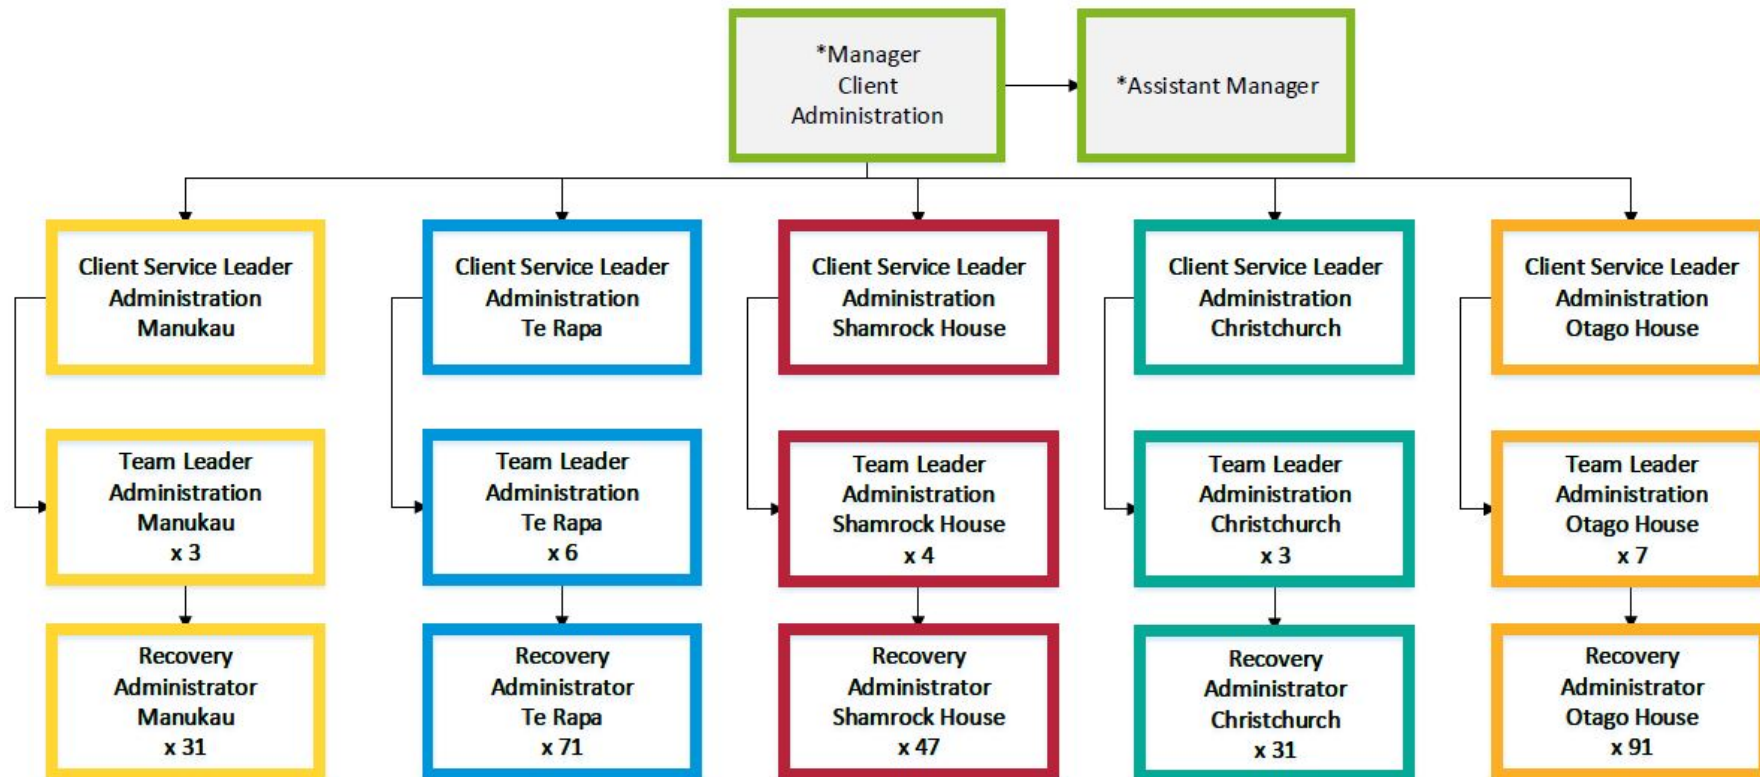 *Manager
Client
Administration
*Assistant Manager
Client Service Leader
Administration
Manukau
Client Service Leader
Administration
Te Rapa
Client Service Leader
Administration
Shamrock House
Client Service Leader
Administration
Christchurch
Client Service Leader
Administration
Otago House
Team Leader
Administration
Manukau
x 3
Team Leader
Administration
Te Rapa
x 6
Team Leader
Administration
Shamrock House
x 4
Team Leader
Administration
Christchurch
x 3
Team Leader
Administration
Otago House
x 7
Recovery
Administrator
Manukau
x 31
Recovery
Administrator
Te Rapa
x 71
Recovery
Administrator
Shamrock House
x 47
Recovery
Administrator
Christchurch
x 31
Recovery
Administrator
Otago House
x 91